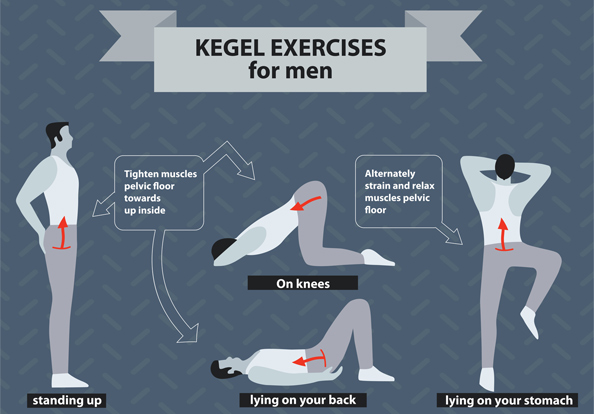 KEGEL EXERCISES
for men
Tighten muscles
pelvic floor
towards
up inside
Alternately
strain and relax
muscles pelvic
floor
On knees
standing up
lying on your back
lying on your stomach